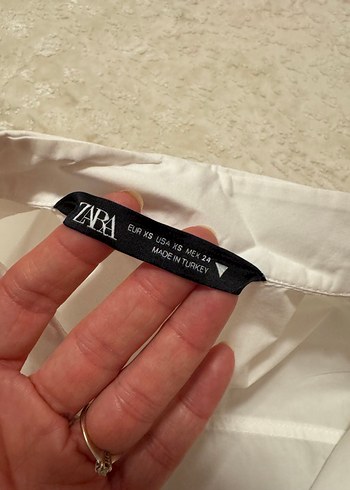 ZARA
EUR XS USA XS MEX 24
MADE IN TURKEY